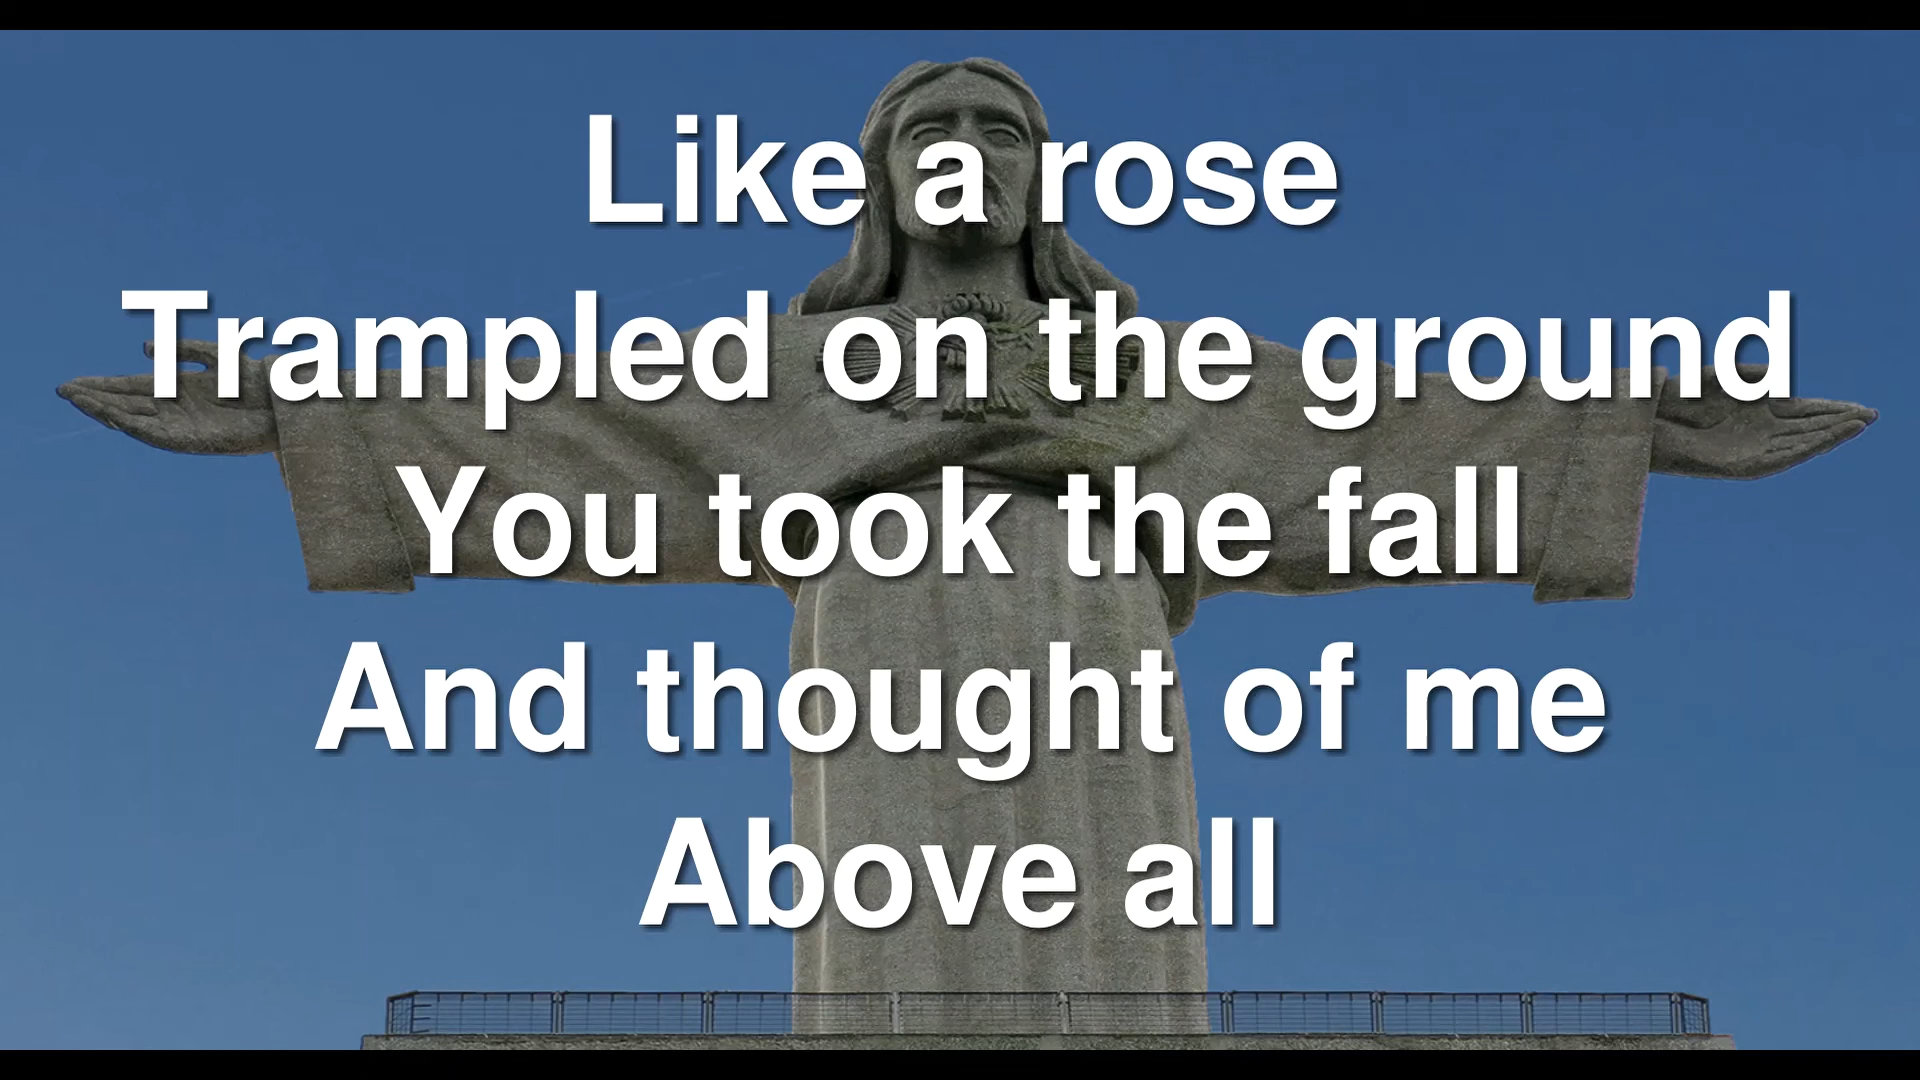 Like a rose
Trampled on the ground
You took the fall
And thought of me
Above all